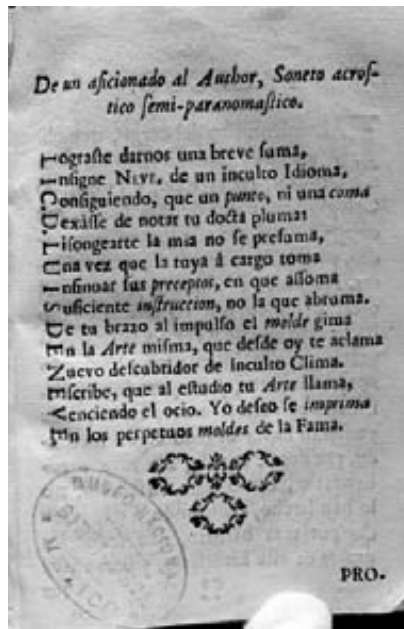 De un aficionado al Author, Soneto acroſ-
tico ſemi-paranomaſtico.
Lograſte darnos una breve ſuma,
Inſigne NEVE, de un inculto Idioma,
Conſiguiendo, que un punto, ni una coma
Dexáſſe de notar tu docta pluma:
Liſongearte la mia no ſe preſuma,
Una vez que la tuya á cargo toma
Inſinuar ſus preceptos, en que aſſoma
Suficiente inſtruccion, no la que abruma.
De tu brazo al impulſo el molde gima
En la Arte miſma, que deſde oy te aclama
Nuevo deſcubridor de Inculto Clima.
Eſcribe, que al eſtudio tu Arte llama,
Venciendo el ocio. Yo deſeo ſe imprima
En los perpetuos moldes de la Fama.
MUSEO NACIONAL
PRO.